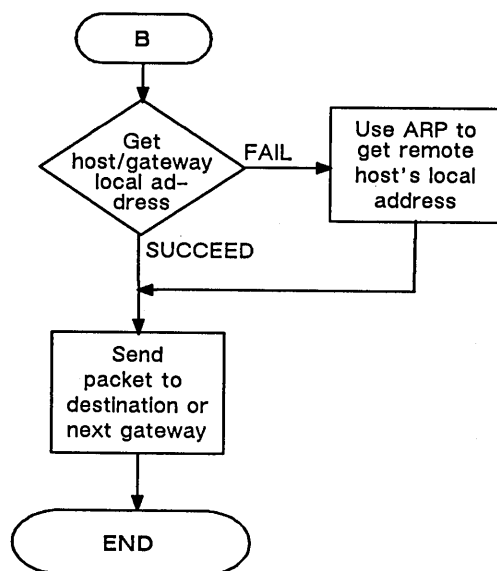 B
Get
host/gateway
local ad-
dress
FAIL
Use ARP to
get remote
host's local
address
SUCCEED
Send
packet to
destination or
next gateway
END